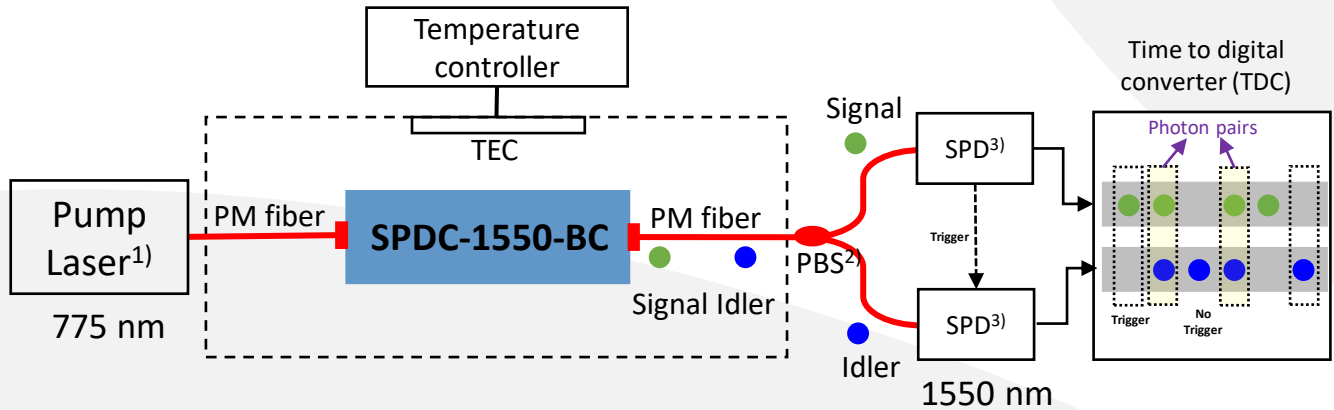 Temperature
controller
TEC
Pump
Laser1)
775 nm
PM fiber
SPDC-1550-BC
PM fiber
Signal Idler
PBS2)
Signal
Idler
SPD3)
Trigger
SPD3)
1550 nm
Time to digital
converter (TDC)
Photon pairs
Trigger
No
Trigger